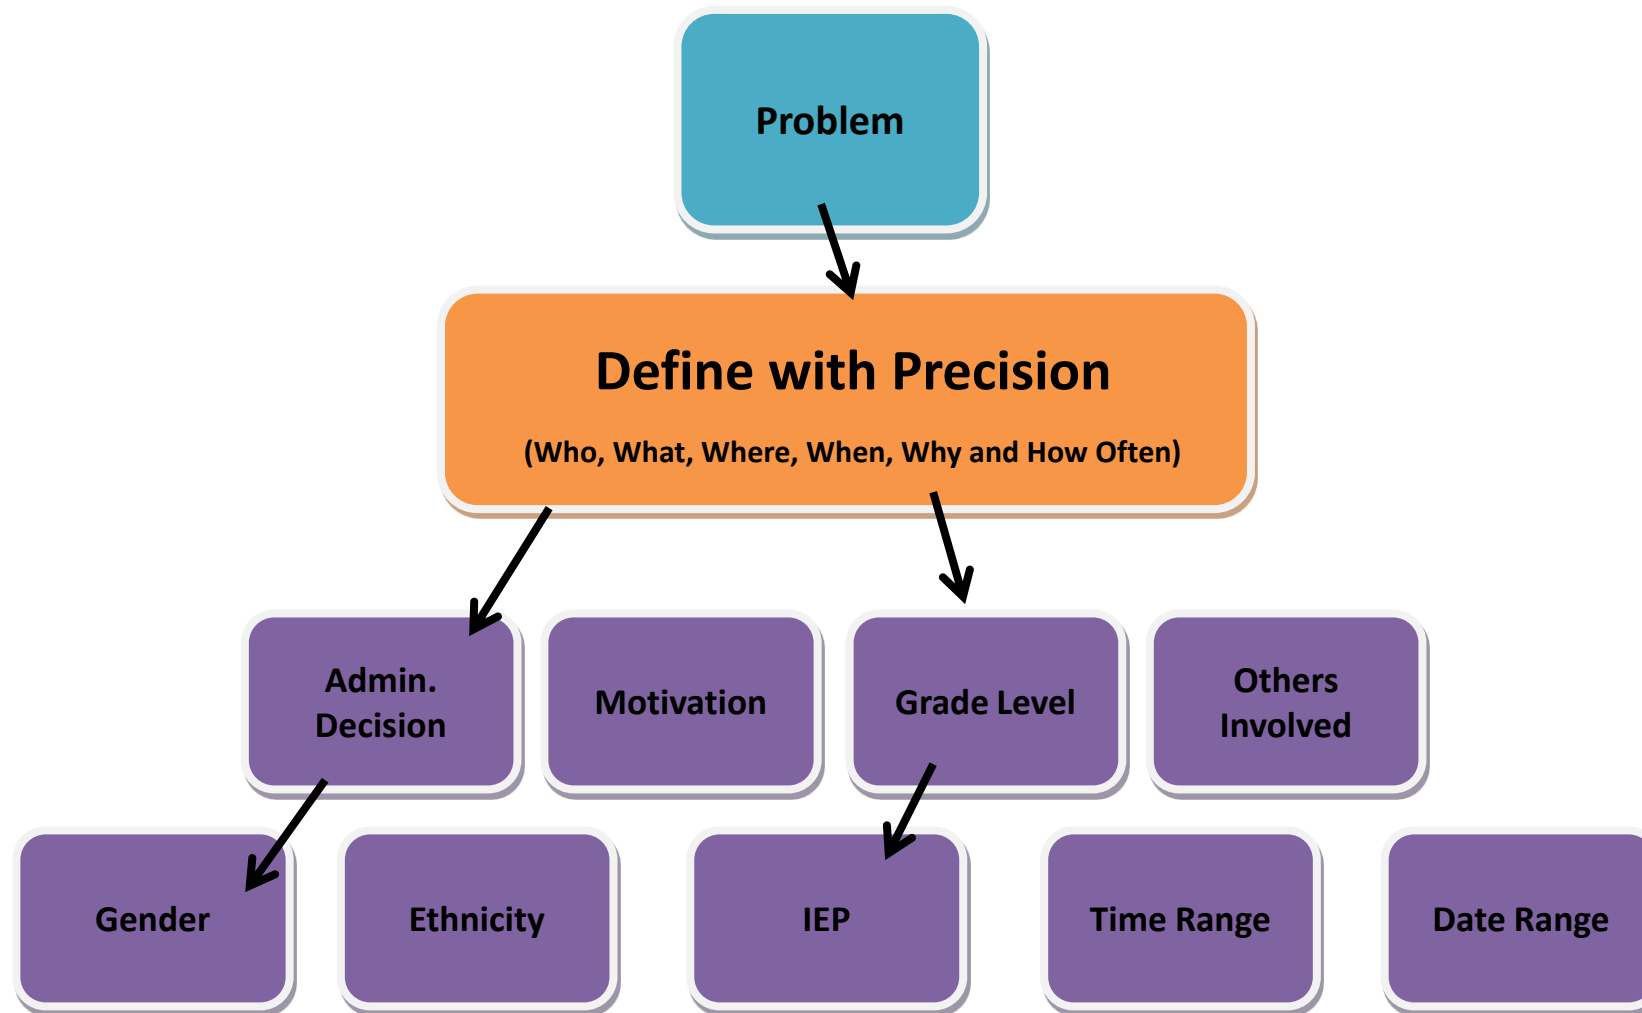 Problem
Define with Precision
(Who, What, Where, When, Why and How Often)
Admin.
Decision
Motivation
Grade Level
Others
Involved
Gender
Ethnicity
IEP
Time Range
Date Range